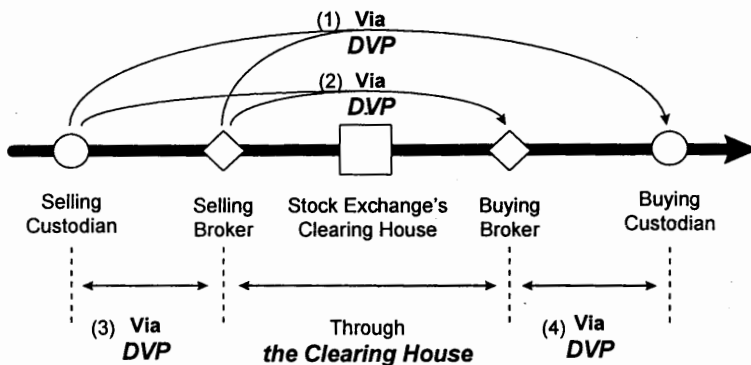 (1) Via
DVP
(2) Via
D.VP
Selling
Custodian
Selling
Broker
Stock Exchange's
Clearing House
Buying
Broker
Buying
Custodian
(3) Via
DVP
Through
the Clearing House
(4) Via
DVP